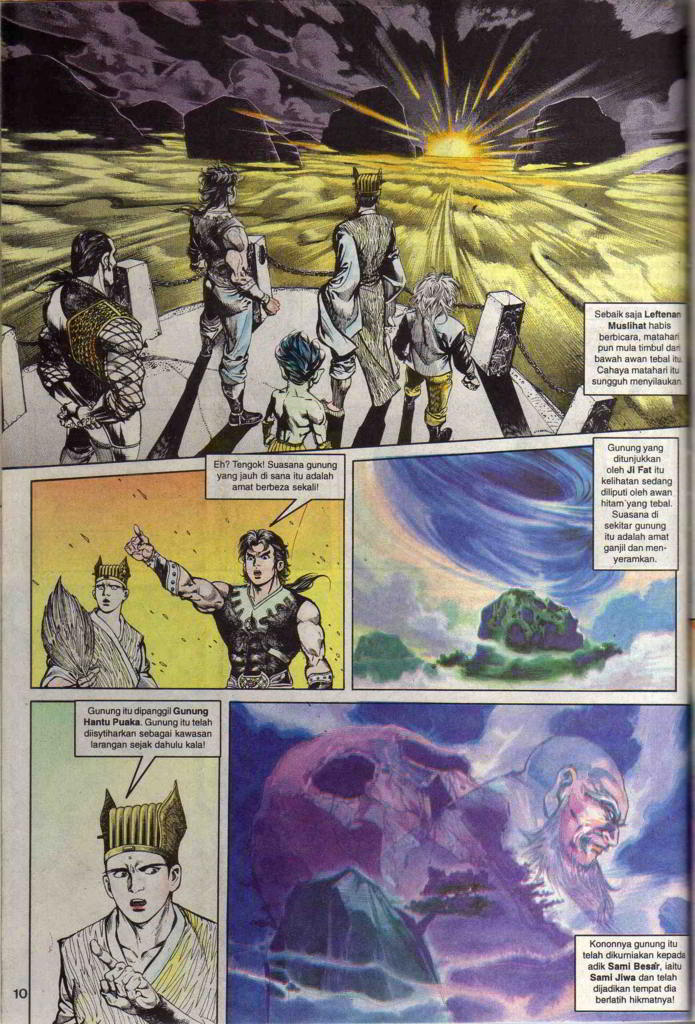 Sebaik saja Leftenan
Muslihat habis
berbicara, matahari
pun mula timbul dari
bawah awan tebal itu.
Cahaya matahari itu
sungguh menyilaukan.
Eh? Tengok! Suasana gunung
yang jauh di sana itu adalah
amat berbeza sekali!
Gunung yang
ditunjukkan
oleh Ji Fat itu
kelihatan sedang
diliputi oleh awan
hitam yang tebal.
Suasana di
sekitar gunung
itu adalah amat
ganjil dan men-
yeramkan.
Gunung itu dipanggil Gunung
Hantu Puaka. Gunung itu telah
diisytiharkan sebagai kawasan
larangan sejak dahulu kala!
Kononnya gunung itu
telah dikurniakan kepada
adik Sami Besar, iaitu
Sami Jiwa dan telah
dijadikan tempat dia
berlatih hikmatnya!
10